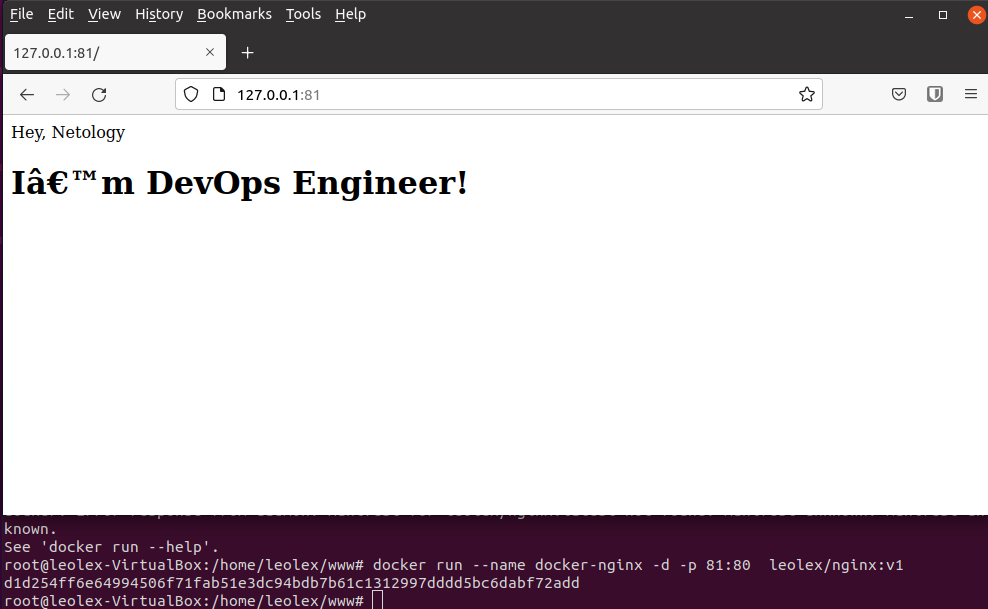 File Edit View History Bookmarks Tools Help
127.0.0.1:81/
127.0.0.1:81
Hey, Netology
Iâ€™m DevOps Engineer!
known.
See 'docker run --help'.
root@leolex-VirtualBox:/home/leolex/www# docker run --name docker-nginx -d -p 81:80  leolex/nginx:v1
d1d254ff6e64994506f71fab51e3dc94bdb7b61c1312997dddd5bc6dabf72add
root@leolex-VirtualBox:/home/leolex/www#